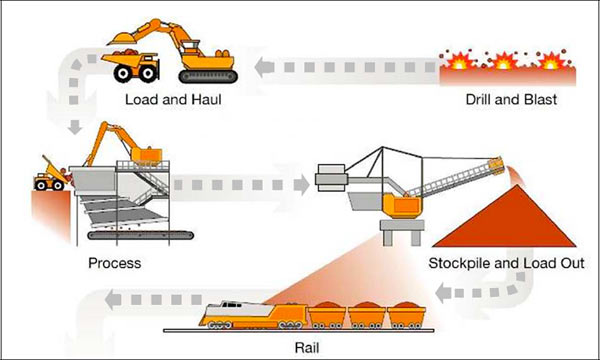 Load and Haul
Drill and Blast
Process
Stockpile and Load Out
Rail